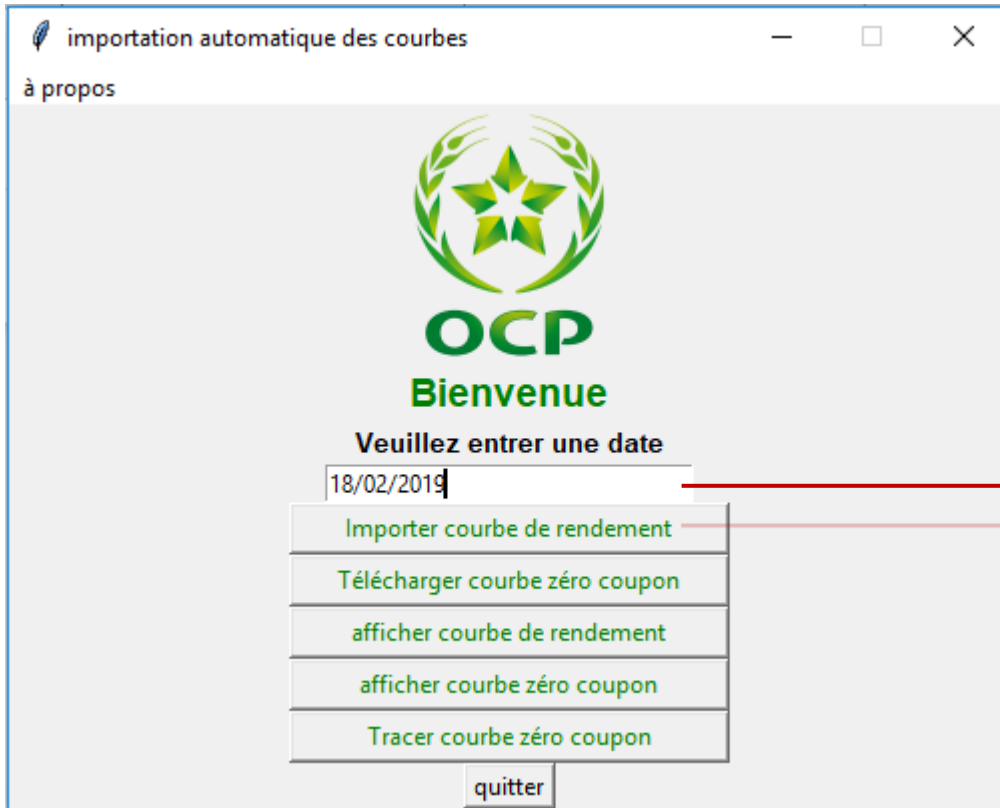 importation automatique des courbes
à propos
OCP
Bienvenue
Veuillez entrer une date
18/02/2019
Importer courbe de rendement
Télécharger courbe zéro coupon
afficher courbe de rendement
afficher courbe zéro coupon
Tracer courbe zéro coupon
quitter